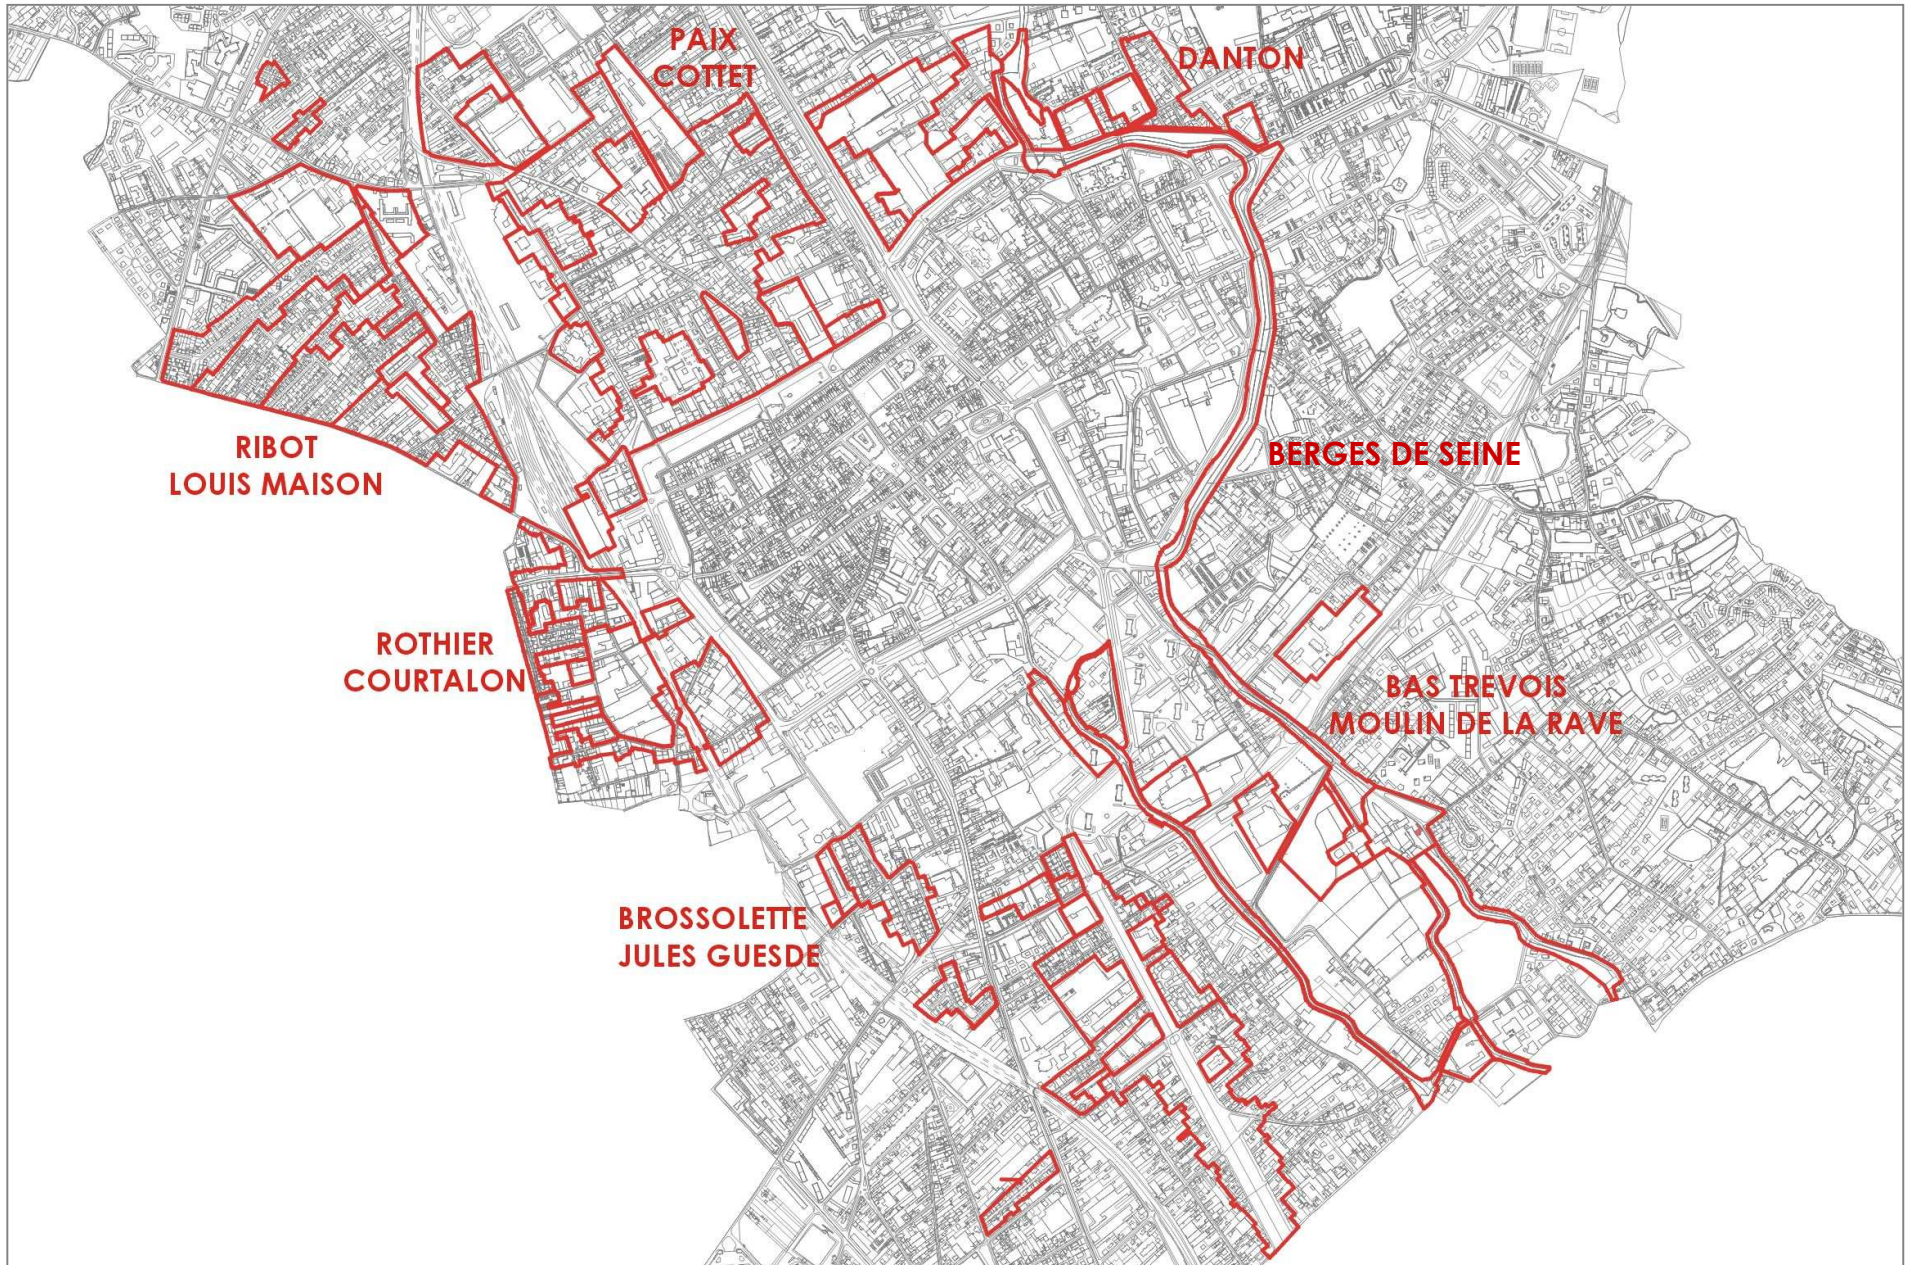 PAIX
COTTET
DANTON
RIBOT
LOUIS MAISON
BERGES DE SEINE
ROTHIER
COURTALON
BAS TREVOIS
MOULIN DE LA RAVE
BROSSOLETTE
JULES GUESDE